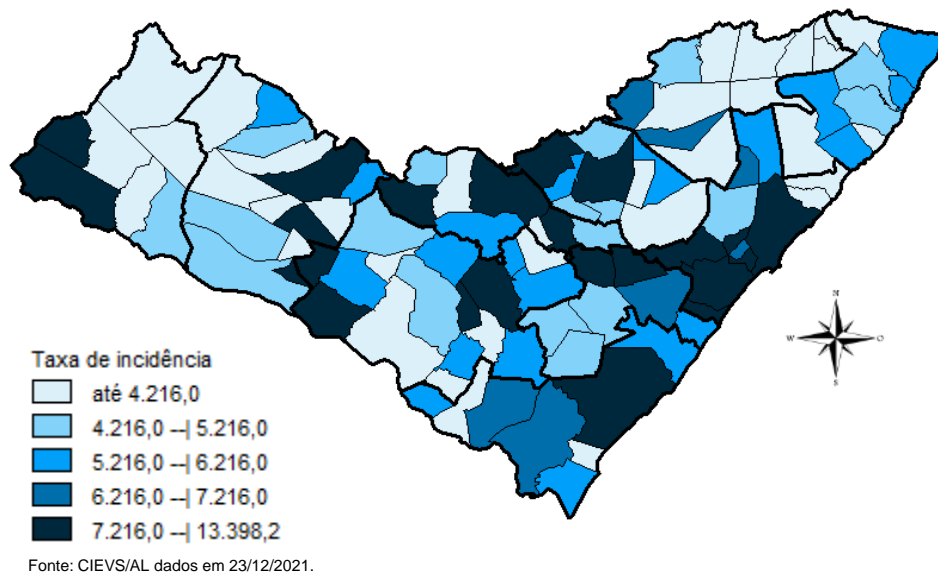 N
W
O
S
Taxa de incidência
até 4.216,0
4.216,0 --| 5.216,0
5.216,0 --| 6.216,0
6.216,0 --| 7.216,0
7.216,0 --| 13.398,2
Fonte: CIEVS/AL dados em 23/12/2021.